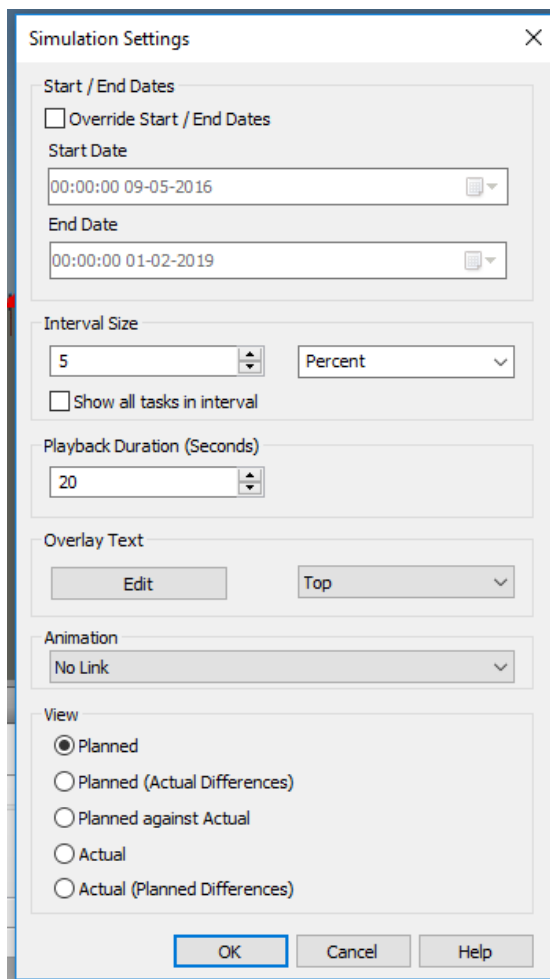 Simulation Settings
Start / End Dates
Override Start / End Dates
Start Date
00:00:00 09-05-2016
End Date
00:00:00 01-02-2019
Interval Size
5
Percent
Show all tasks in interval
Playback Duration (Seconds)
20
Overlay Text
Edit
Top
Animation
No Link
View
Planned
Planned (Actual Differences)
Planned against Actual
Actual
Actual (Planned Differences)
OK
Cancel
Help